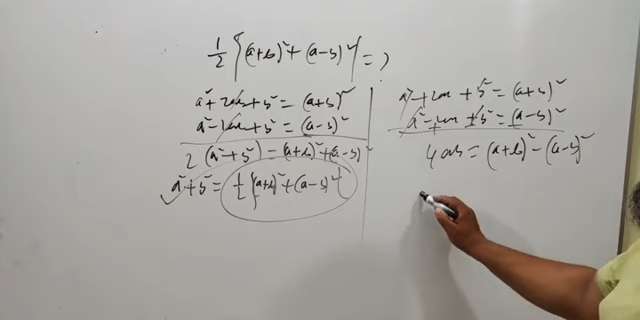 1/2 {(a+b)² + (a-b)²} = ?
a² + 2ab + b² = (a+b)²
a² - 2ab + b² = (a-b)²
2(a² + b²) = (a+b)² + (a-b)²
a² + b² = 1/2 {(a+b)² + (a-b)²}
a² + 2ab + b² = (a+b)²
a² - 2ab + b² = (a-b)²
4ab = (a+b)² - (a-b)²